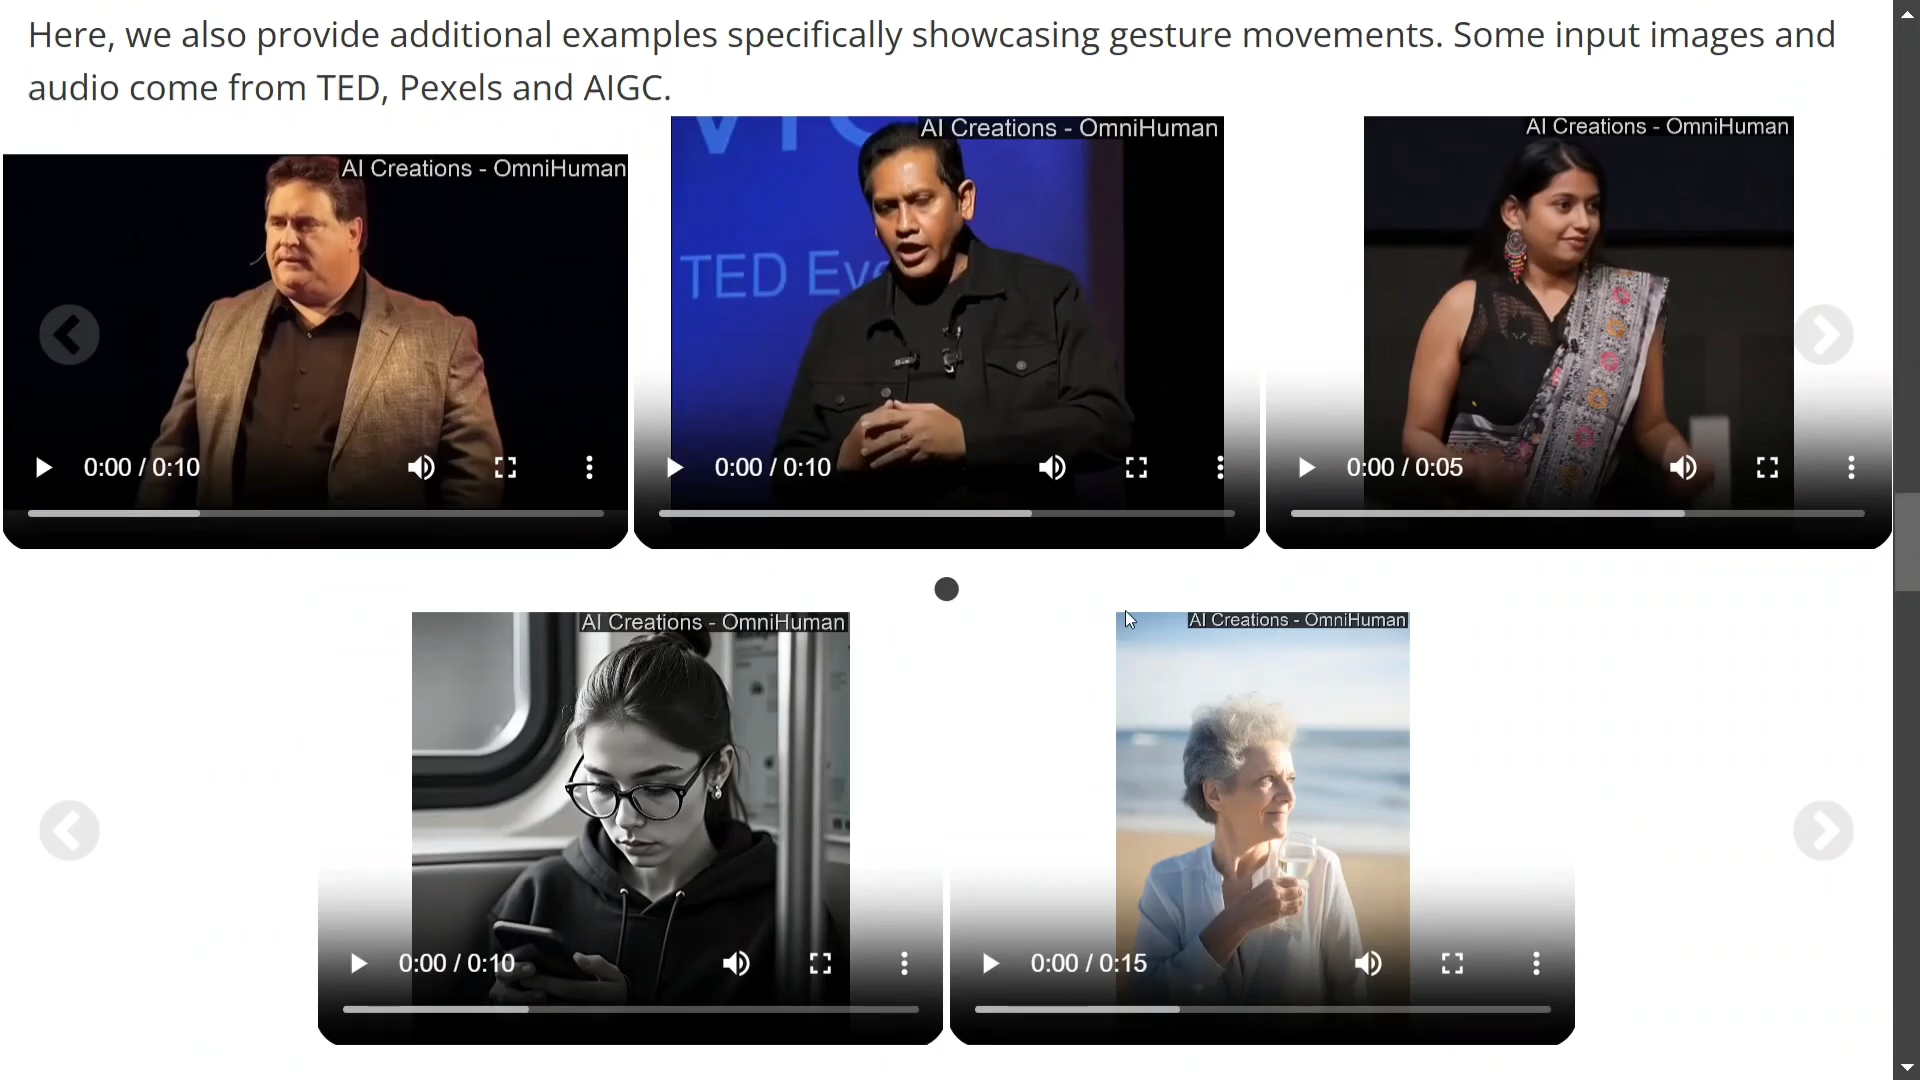 Here, we also provide additional examples specifically showcasing gesture movements. Some input images and
audio come from TED, Pexels and AIGC.
AI Creations - OmniHuman
AI Creations - OmniHuman
AI Creations - OmniHuman
TED Eve
0:00 / 0:10
0:00 / 0:10
0:00 / 0:05
AI Creations - OmniHuman
AI Creations - OmniHuman
0:00 / 0:10
0:00 / 0:15